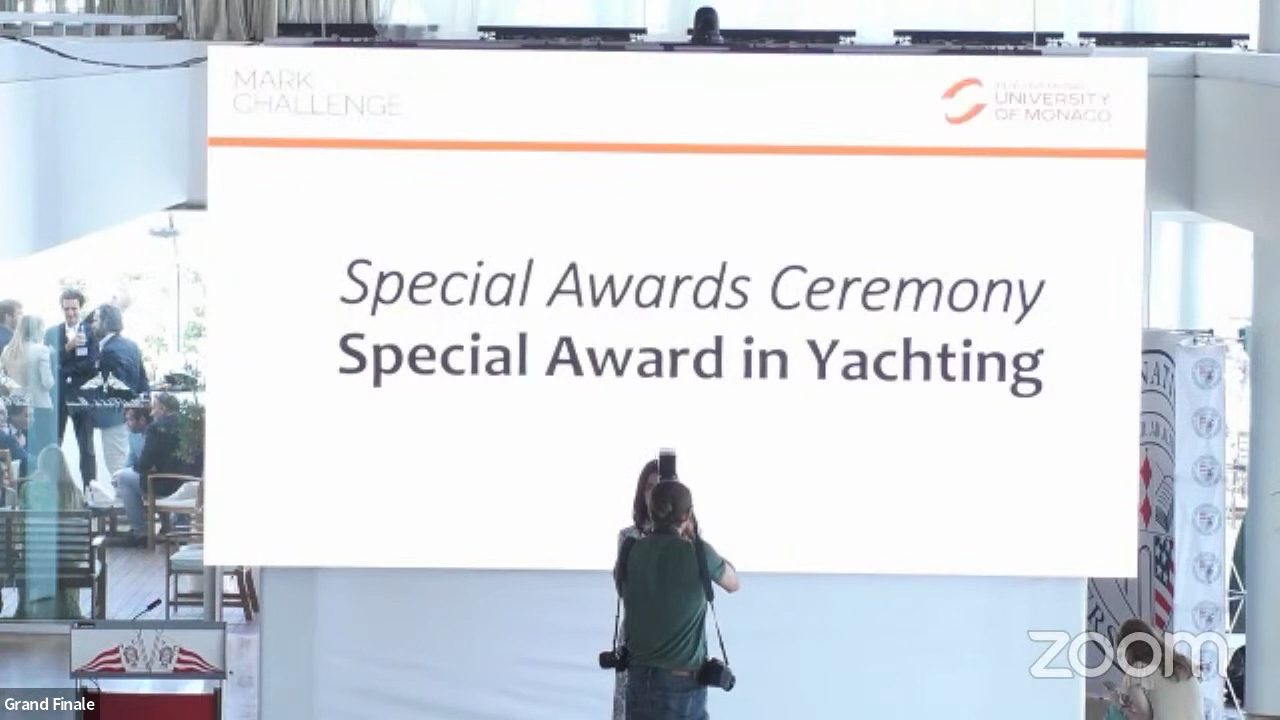 MARK
CHALLENGE
UNIVERSITY
OF MONACO
Special Awards Ceremony
Special Award in Yachting
zoom
Grand Finale